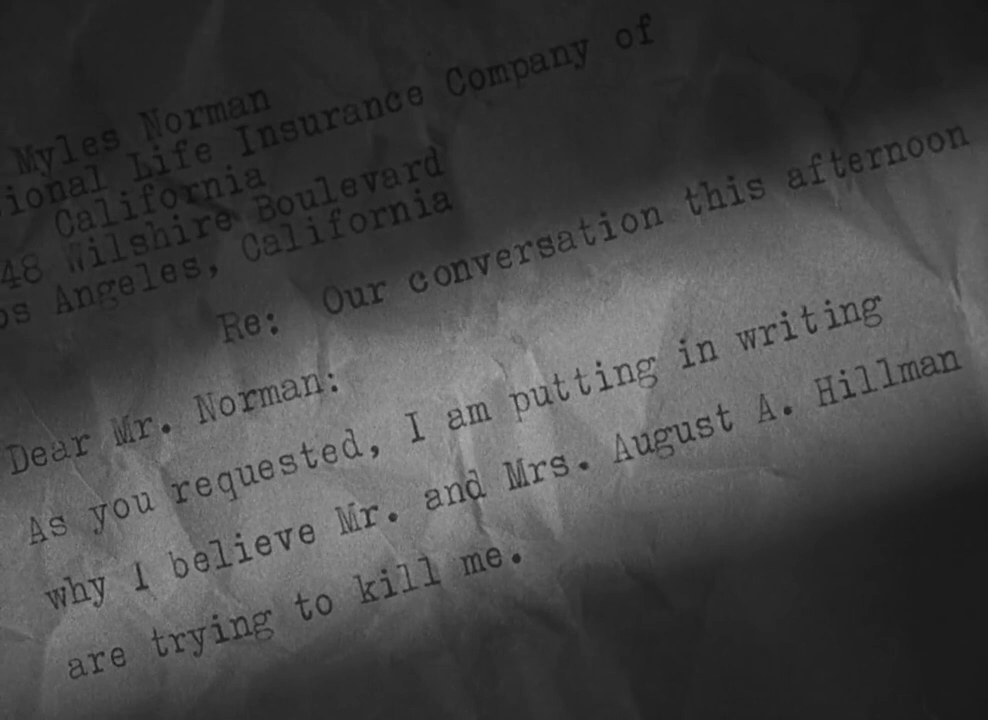 Myles Norman
ional Life Insurance Company of
California
48 Wilshire Boulevard
os Angeles, California
Re: Our conversation this afternoon
Dear Mr. Norman:
As you requested, I am putting in writing
why I believe Mr. and Mrs. August A. Hillman
are trying to kill me.